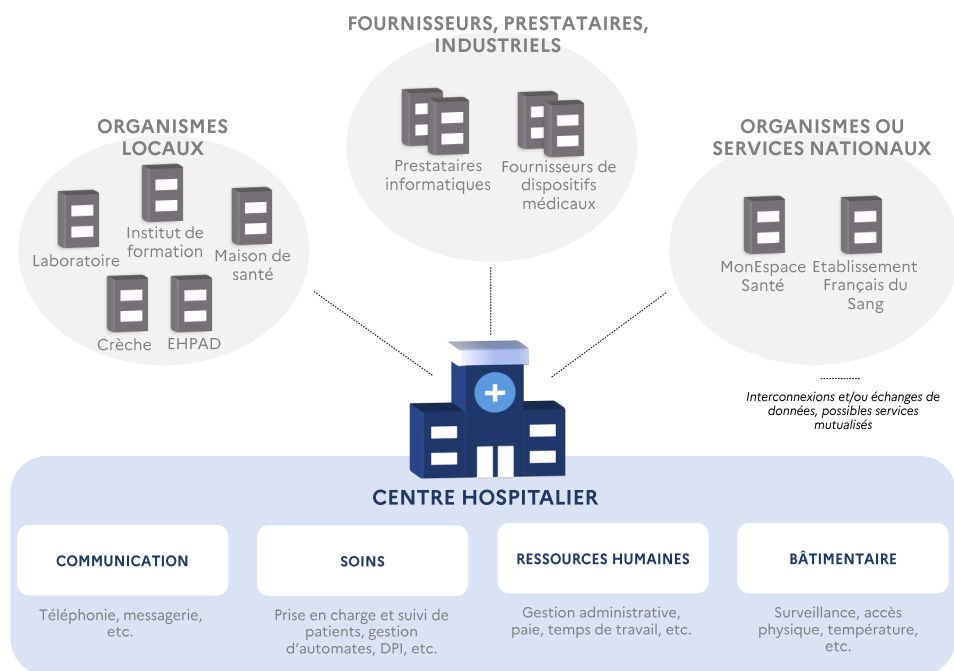 FOURNISSEURS, PRESTATAIRES,
INDUSTRIELS
Prestataires
informatiques
Fournisseurs de
dispositifs
médicaux
ORGANISMES
LOCAUX
Laboratoire
Institut de
formation
Maison de
santé
Crèche
EHPAD
ORGANISMES OU
SERVICES NATIONAUX
MonEspace
Santé
Etablissement
Français du
Sang
Interconnexions et/ou échanges de
données, possibles services
mutualisés
CENTRE HOSPITALIER
COMMUNICATION
Téléphonie, messagerie,
etc.
SOINS
Prise en charge et suivi de
patients, gestion
d’automates, DPI, etc.
RESSOURCES HUMAINES
Gestion administrative,
paie, temps de travail, etc.
BÂTIMENTAIRE
Surveillance, accès
physique, température,
etc.